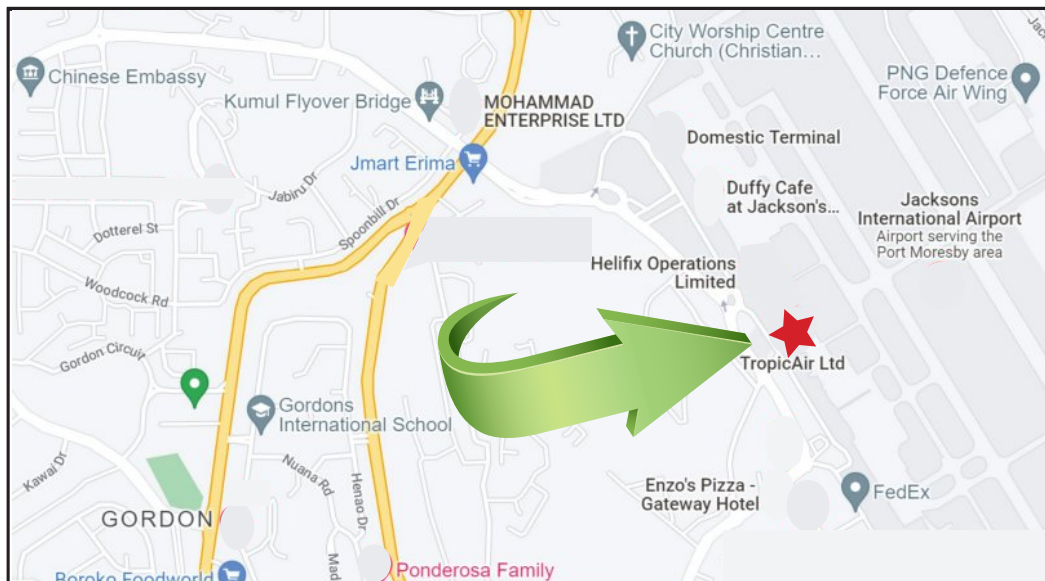 City Worship Centre
Church (Christian…
Chinese Embassy
PNG Defence
Force Air Wing
Kumul Flyover Bridge
MOHAMMAD
ENTERPRISE LTD
Domestic Terminal
Jmart Erima
Jabiru Dr
Duffy Cafe
at Jackson's…
Jacksons
International Airport
Airport serving the
Port Moresby area
Spoonbill Dr
Dotterel St
Helifix Operations
Limited
Woodcock Rd
Gordon Circuit
TropicAir Ltd
Gordons
International School
Kawai Dr
Nuana Rd
Henao Dr
Enzo's Pizza -
Gateway Hotel
FedEx
GORDON
Mad
Ponderosa Family
Boroko Foodworld